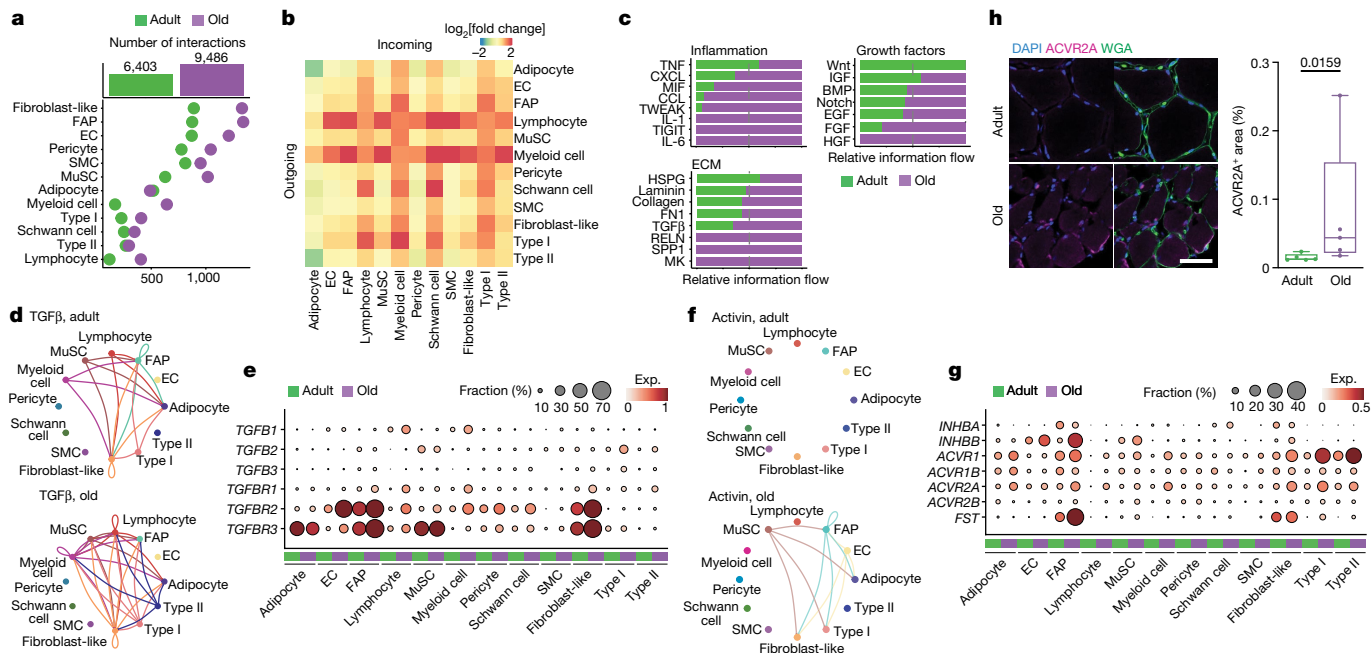 a
Adult Old
Number of interactions
6,403
9,486
Fibroblast-like
FAP
EC
Pericyte
SMC
MuSC
Adipocyte
Myeloid cell
Type I
Schwann cell
Type II
Lymphocyte
500 1,000
b
log2[fold change]
Incoming
−2 2
Outgoing
Adipocyte
EC
FAP
Lymphocyte
MuSC
Myeloid cell
Pericyte
Schwann cell
SMC
Fibroblast-like
Type I
Type II
Adipocyte
EC
FAP
Lymphocyte
MuSC
Myeloid cell
Pericyte
Schwann cell
SMC
Fibroblast-like
Type I
Type II
c
Inflammation
TNF
CXCL
MIF
CCL
TWEAK
IL-1
TIGIT
IL-6
ECM
HSPG
Laminin
Collagen
FN1
TGFβ
RELN
SPP1
MK
Relative information flow
Growth factors
Wnt
IGF
BMP
Notch
EGF
FGF
HGF
Relative information flow
Adult Old
h
DAPI ACVR2A WGA
Adult
Old
ACVR2A+ area (%)
0.3
0.2
0.1
0
0.0159
Adult Old
d
TGFβ, adult
Lymphocyte
MuSC
FAP
Myeloid
cell
EC
Pericyte
Adipocyte
Schwann
cell
Type II
SMC
Type I
Fibroblast-like
TGFβ, old
Lymphocyte
MuSC
FAP
Myeloid
cell
EC
Pericyte
Adipocyte
Schwann
cell
Type II
SMC
Type I
Fibroblast-like
e
Adult Old
Fraction (%)
10 30 50 70
Exp.
0 1
TGFB1
TGFB2
TGFB3
TGFBR1
TGFBR2
TGFBR3
Adipocyte
EC
FAP
Lymphocyte
MuSC
Myeloid cell
Pericyte
Schwann cell
SMC
Fibroblast-like
Type I
Type II
f
Activin, adult
Lymphocyte
MuSC
FAP
Myeloid cell
EC
Pericyte
Adipocyte
Schwann
cell
Type II
SMC
Type I
Fibroblast-like
Activin, old
Lymphocyte
MuSC
FAP
Myeloid
cell
EC
Pericyte
Adipocyte
Schwann
cell
Type II
SMC
Type I
Fibroblast-like
g
Adult Old
Fraction (%)
10 20 30 40
Exp.
0 0.5
INHBA
INHBB
ACVR1
ACVR1B
ACVR2A
ACVR2B
FST
Adipocyte
EC
FAP
Lymphocyte
MuSC
Myeloid cell
Pericyte
Schwann cell
SMC
Fibroblast-like
Type I
Type II